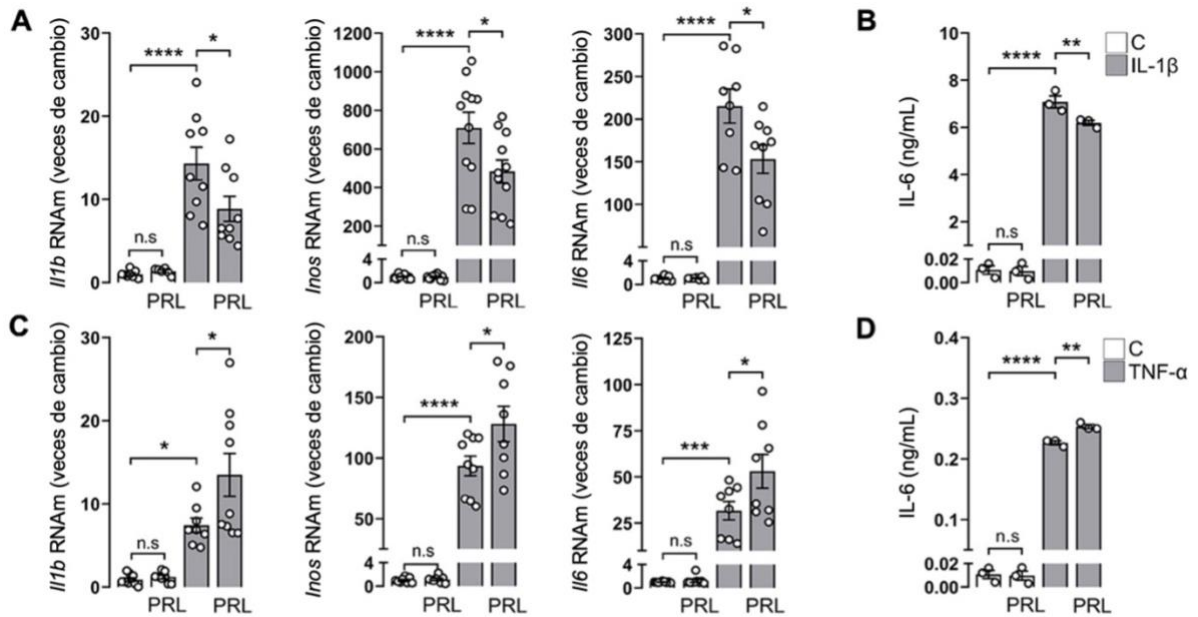 A
Il1b RNAm (veces de cambio)
30
20
10
0
****
*
n.s
PRL
PRL
Inos RNAm (veces de cambio)
1200
1000
800
600
400
200
4
0
****
*
n.s
PRL
PRL
Il6 RNAm (veces de cambio)
300
250
200
150
100
4
0
****
*
n.s
PRL
PRL
B
IL-6 (ng/mL)
10
8
6
4
2
0.02
0.00
****
**
n.s
PRL
PRL
C
IL-1β
C
Il1b RNAm (veces de cambio)
30
20
10
0
*
*
n.s
PRL
PRL
Inos RNAm (veces de cambio)
200
150
100
50
4
0
****
*
n.s
PRL
PRL
Il6 RNAm (veces de cambio)
125
100
75
50
25
4
0
***
*
n.s
PRL
PRL
D
IL-6 (ng/mL)
0.4
0.3
0.2
0.1
0.02
0.00
****
**
n.s
PRL
PRL
C
TNF-α